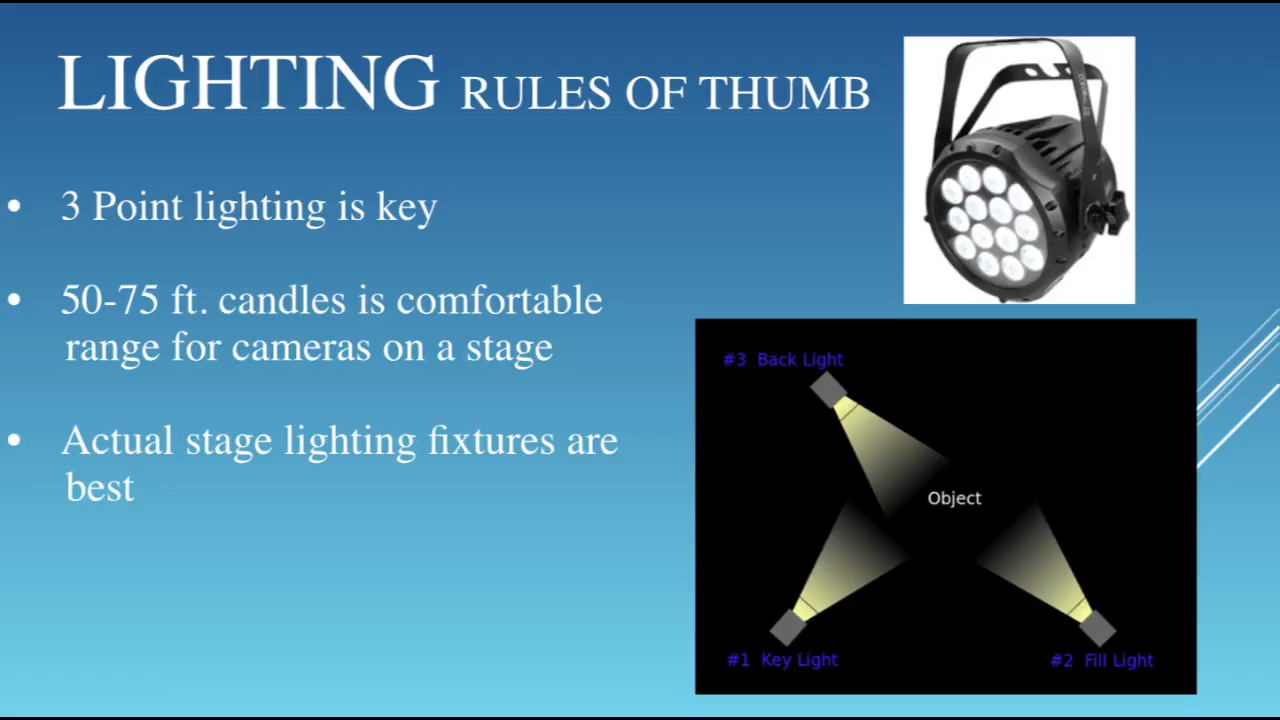 LIGHTING RULES OF THUMB
• 3 Point lighting is key
• 50-75 ft. candles is comfortable
range for cameras on a stage
• Actual stage lighting fixtures are
best
#3 Back Light
Object
#1 Key Light
#2 Fill Light